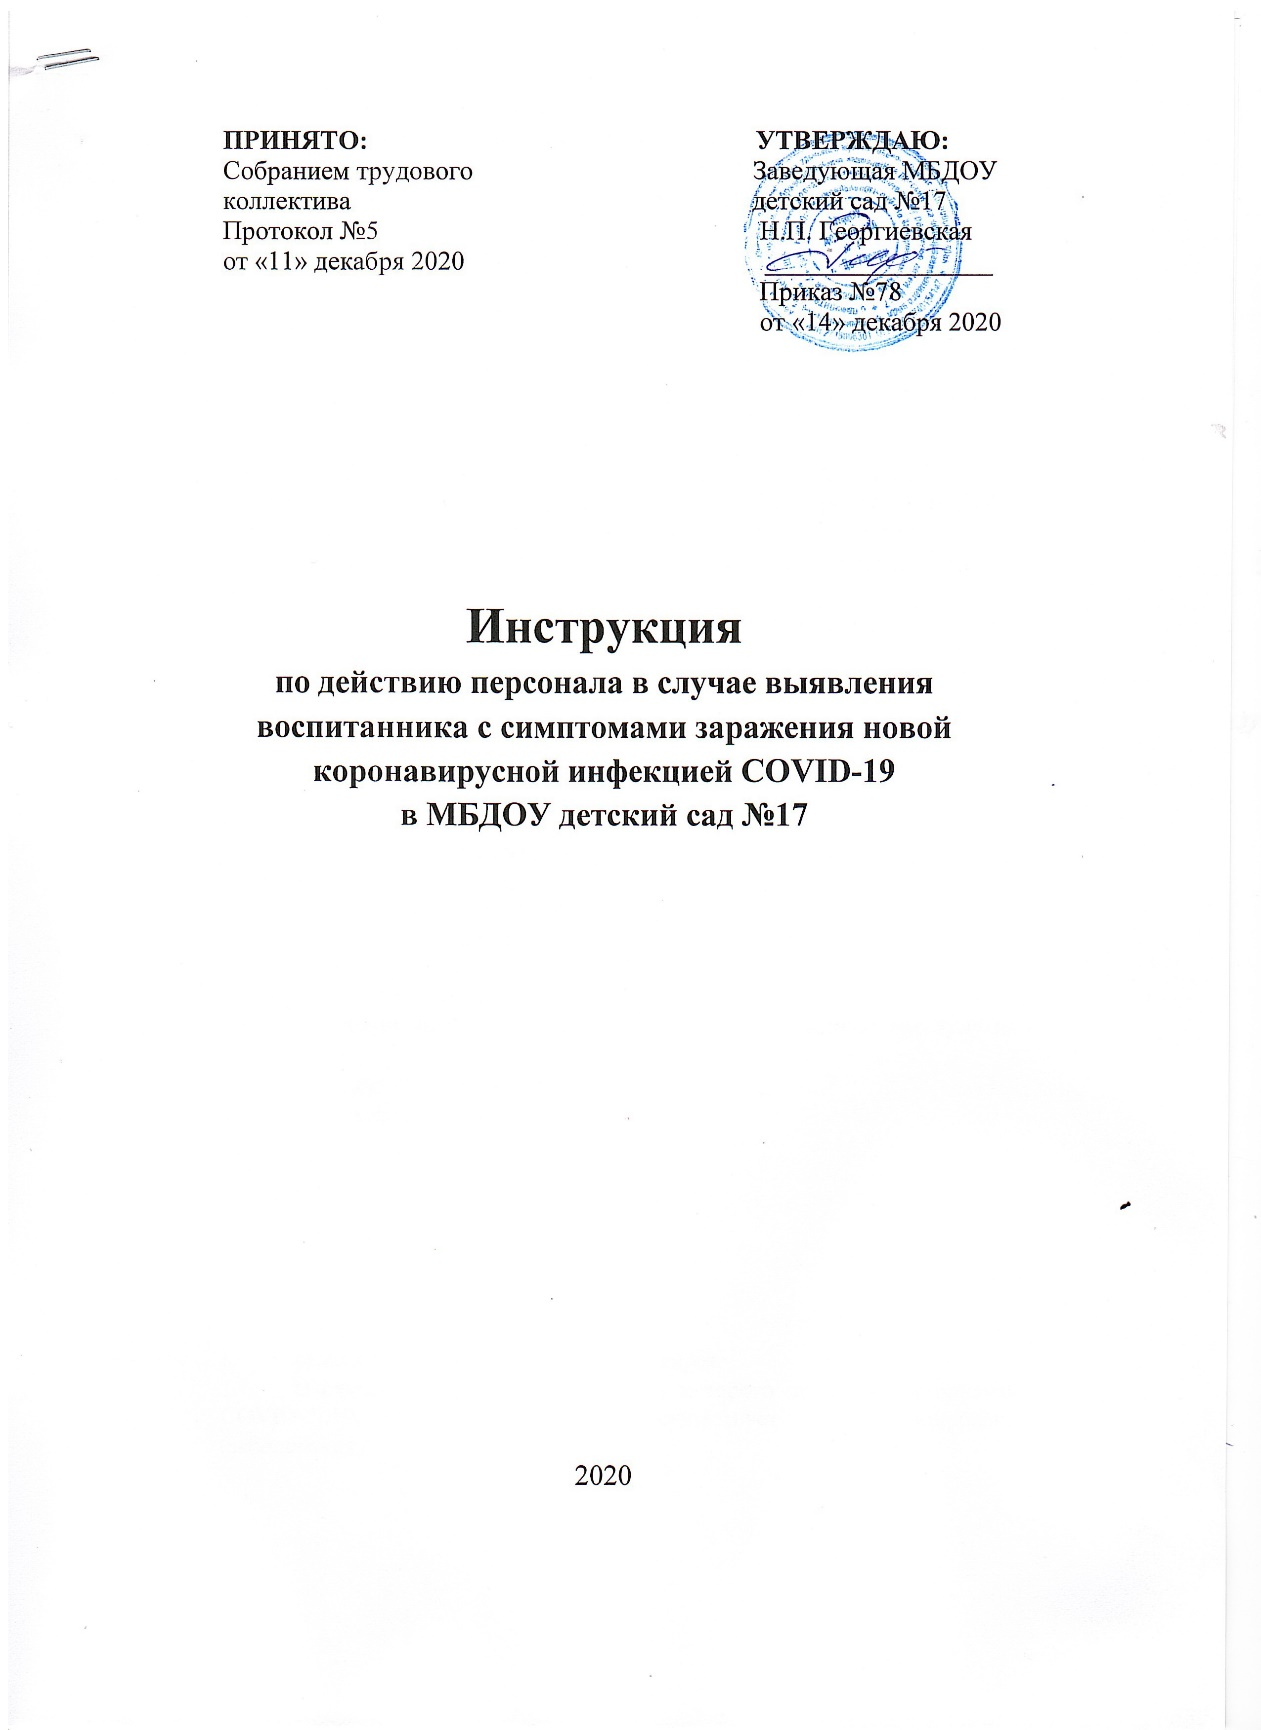 ПРИНЯТО:
Собранием трудового
коллектива
Протокол №5
от «11» декабря 2020
УТВЕРЖДАЮ:
Заведующая МБДОУ
детский сад №17
Н.П. Георгиевская
Приказ №78
от «14» декабря 2020
Инструкция
по действию персонала в случае выявления
воспитанника с симптомами заражения новой
коронавирусной инфекцией COVID-19
в МБДОУ детский сад №17
2020